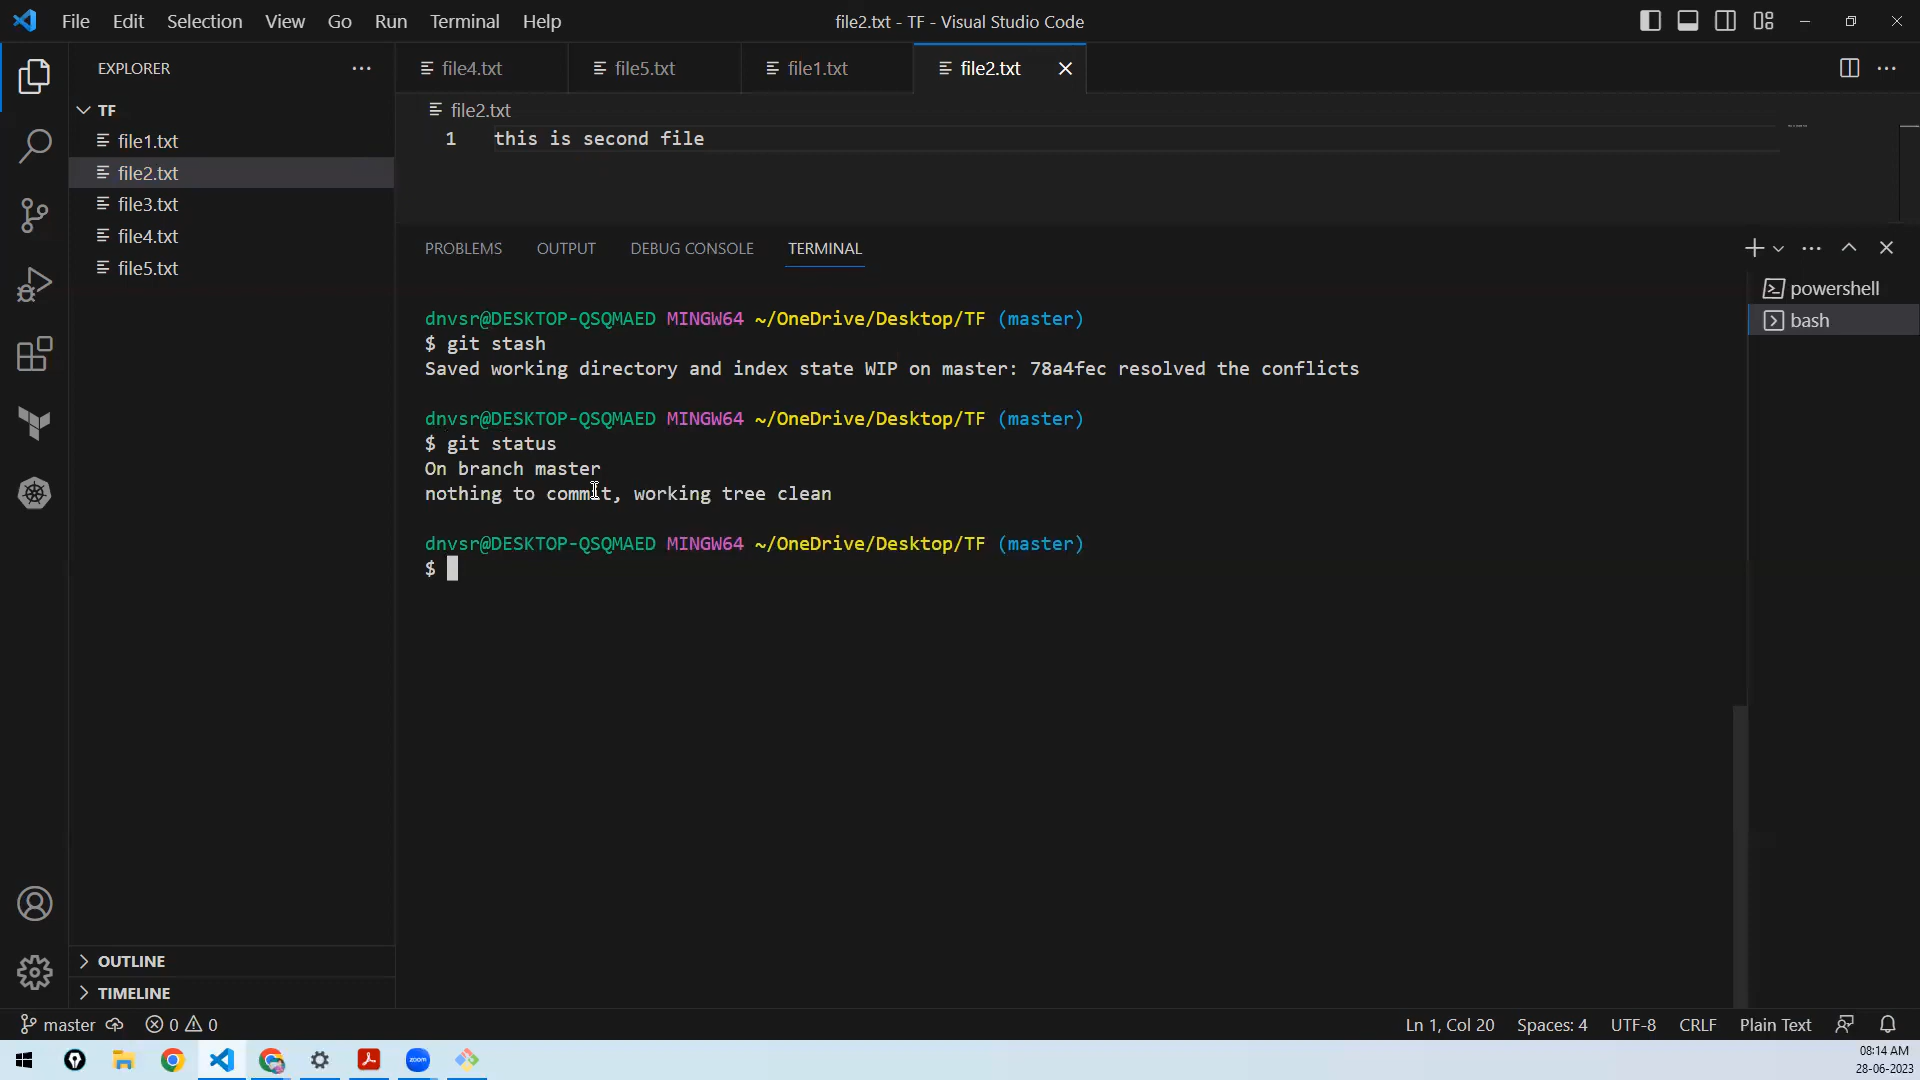 File Edit Selection View Go Run Terminal Help
file2.txt - TF - Visual Studio Code
EXPLORER
TF
file1.txt
file2.txt
file3.txt
file4.txt
file5.txt
OUTLINE
TIMELINE
file4.txt file5.txt file1.txt file2.txt
file2.txt
1 this is second file
PROBLEMS OUTPUT DEBUG CONSOLE TERMINAL
dnvsr@DESKTOP-QSQMAED MINGW64 ~/OneDrive/Desktop/TF (master)
$ git stash
Saved working directory and index state WIP on master: 78a4fec resolved the conflicts
dnvsr@DESKTOP-QSQMAED MINGW64 ~/OneDrive/Desktop/TF (master)
$ git status
On branch master
nothing to commit, working tree clean
dnvsr@DESKTOP-QSQMAED MINGW64 ~/OneDrive/Desktop/TF (master)
$
powershell
bash
master 0 0
Ln 1, Col 20 Spaces: 4 UTF-8 CRLF Plain Text
zoom
08:14 AM
28-06-2023